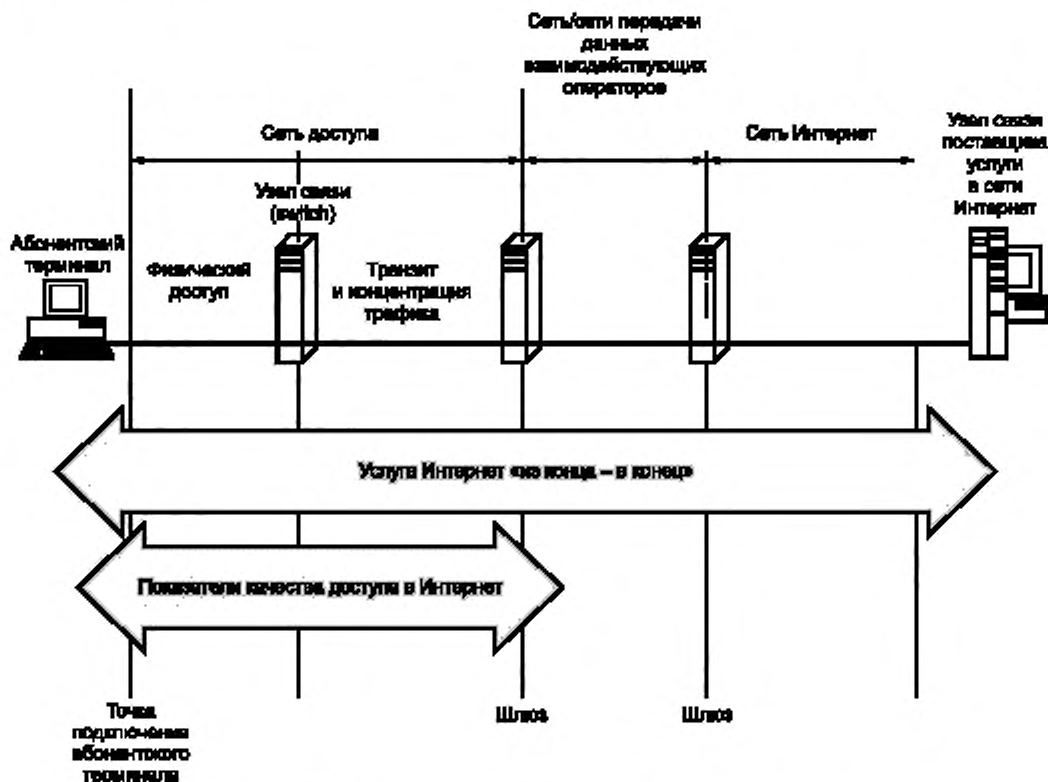 Сеть/сети передачи
данных
взаимодействующих
операторов
Сеть доступа
Сеть Интернет
Узел связи
поставщика
услуги
в сети
Интернет
Узел связи
(switch)
Абонентский
терминал
Физический
доступ
Транзит
и концентрация
трафика
Услуга Интернет «из конца – в конец»
Показатели качества доступа в Интернет
Точка
подключения
абонентского
терминала
Шлюз
Шлюз